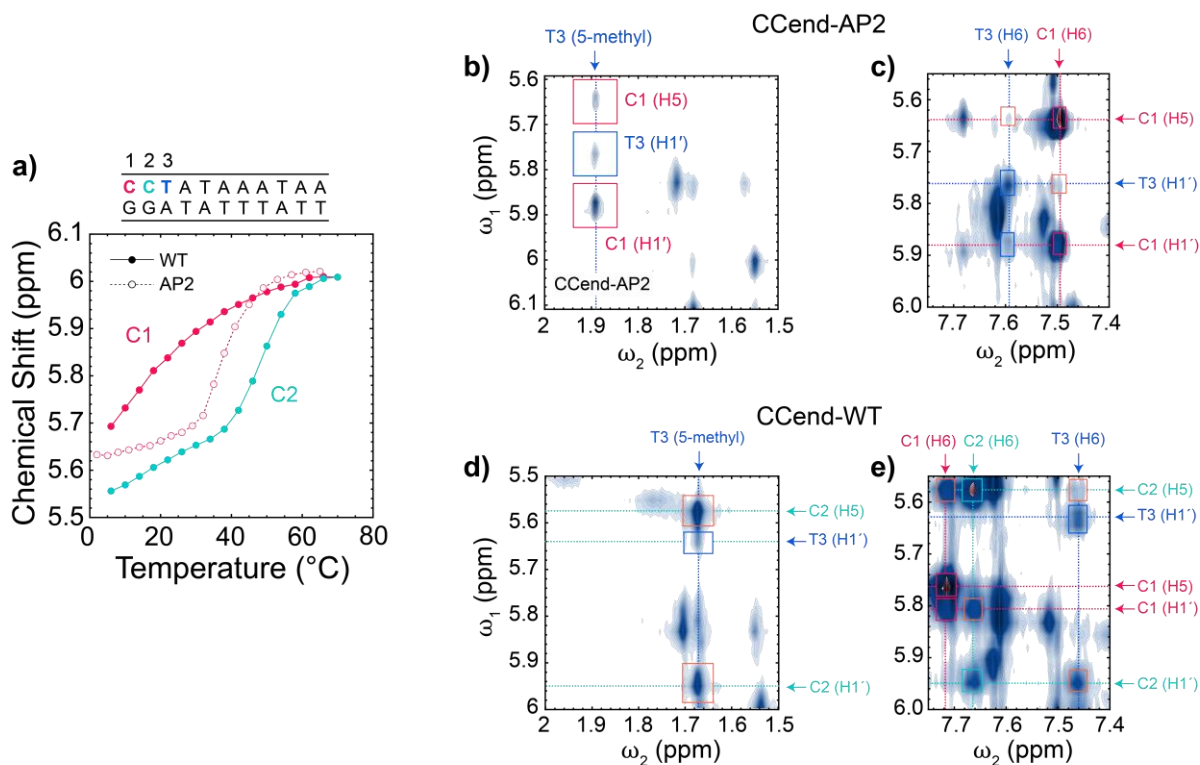 CCend-AP2
a)
1 2 3
C C T A T A A A T A A
G G A T A T T T A T T
WT
AP2
C1
C2
6.1
6
5.9
5.8
5.7
5.6
5.5
0 20 40 60 80
Chemical Shift (ppm)
Temperature (°C)
b)
T3 (5-methyl)
C1 (H5)
T3 (H1')
C1 (H1')
CCend-AP2
5.6
5.7
5.8
5.9
6.0
6.1
2 1.9 1.8 1.7 1.6 1.5
ω1 (ppm)
ω2 (ppm)
c)
T3 (H6)
C1 (H6)
C1 (H5)
T3 (H1´)
C1 (H1´)
5.6
5.7
5.8
5.9
6.0
7.7 7.6 7.5 7.4
ω2 (ppm)
CCend-WT
d)
T3 (5-methyl)
C2 (H5)
T3 (H1´)
C2 (H1´)
5.5
5.6
5.7
5.8
5.9
6.0
2 1.9 1.8 1.7 1.6 1.5
ω1 (ppm)
ω2 (ppm)
e)
C1 (H6)
C2 (H6)
T3 (H6)
C2 (H5)
T3 (H1´)
C1 (H5)
C1 (H1´)
C2 (H1´)
5.6
5.7
5.8
5.9
6.0
7.7 7.6 7.5 7.4
ω2 (ppm)